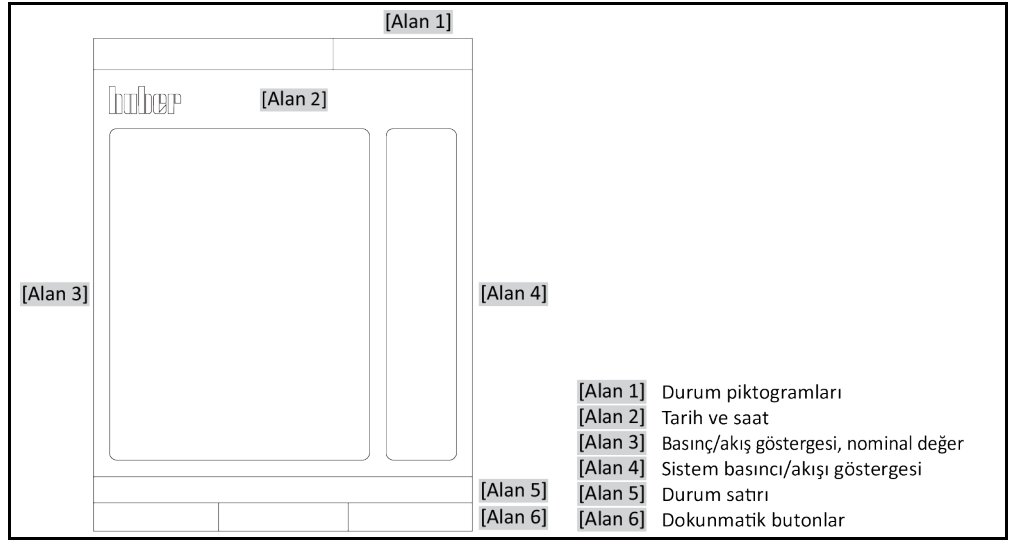 [Alan 1]
huber
[Alan 2]
[Alan 3]
[Alan 4]
[Alan 5]
[Alan 6]
[Alan 1] Durum piktogramları
[Alan 2] Tarih ve saat
[Alan 3] Basınç/akış göstergesi, nominal değer
[Alan 4] Sistem basıncı/akışı göstergesi
[Alan 5] Durum satırı
[Alan 6] Dokunmatik butonlar